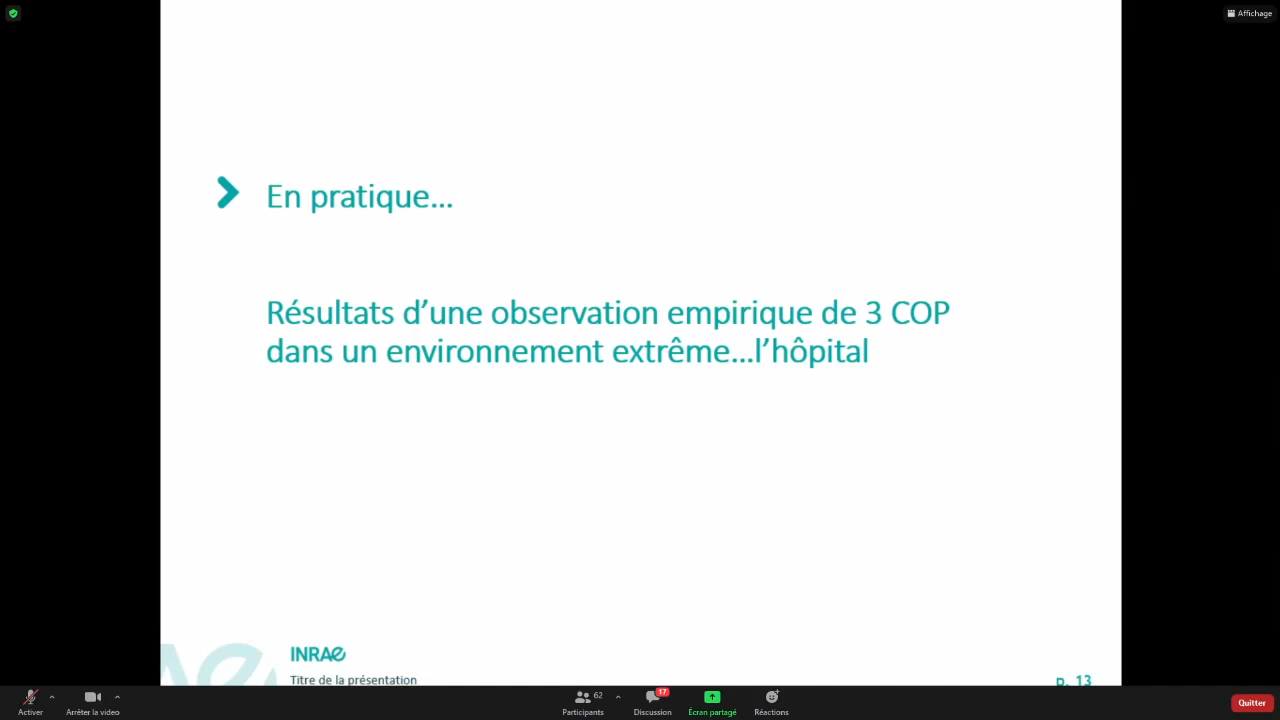 Affichage
En pratique...
Résultats d’une observation empirique de 3 COP
dans un environnement extrême...l’hôpital
INRAE
Titre de la présentation
p. 13
62
17
Activer
Arrêter la video
Participants
Discussion
Écran partagé
Réactions
Quitter